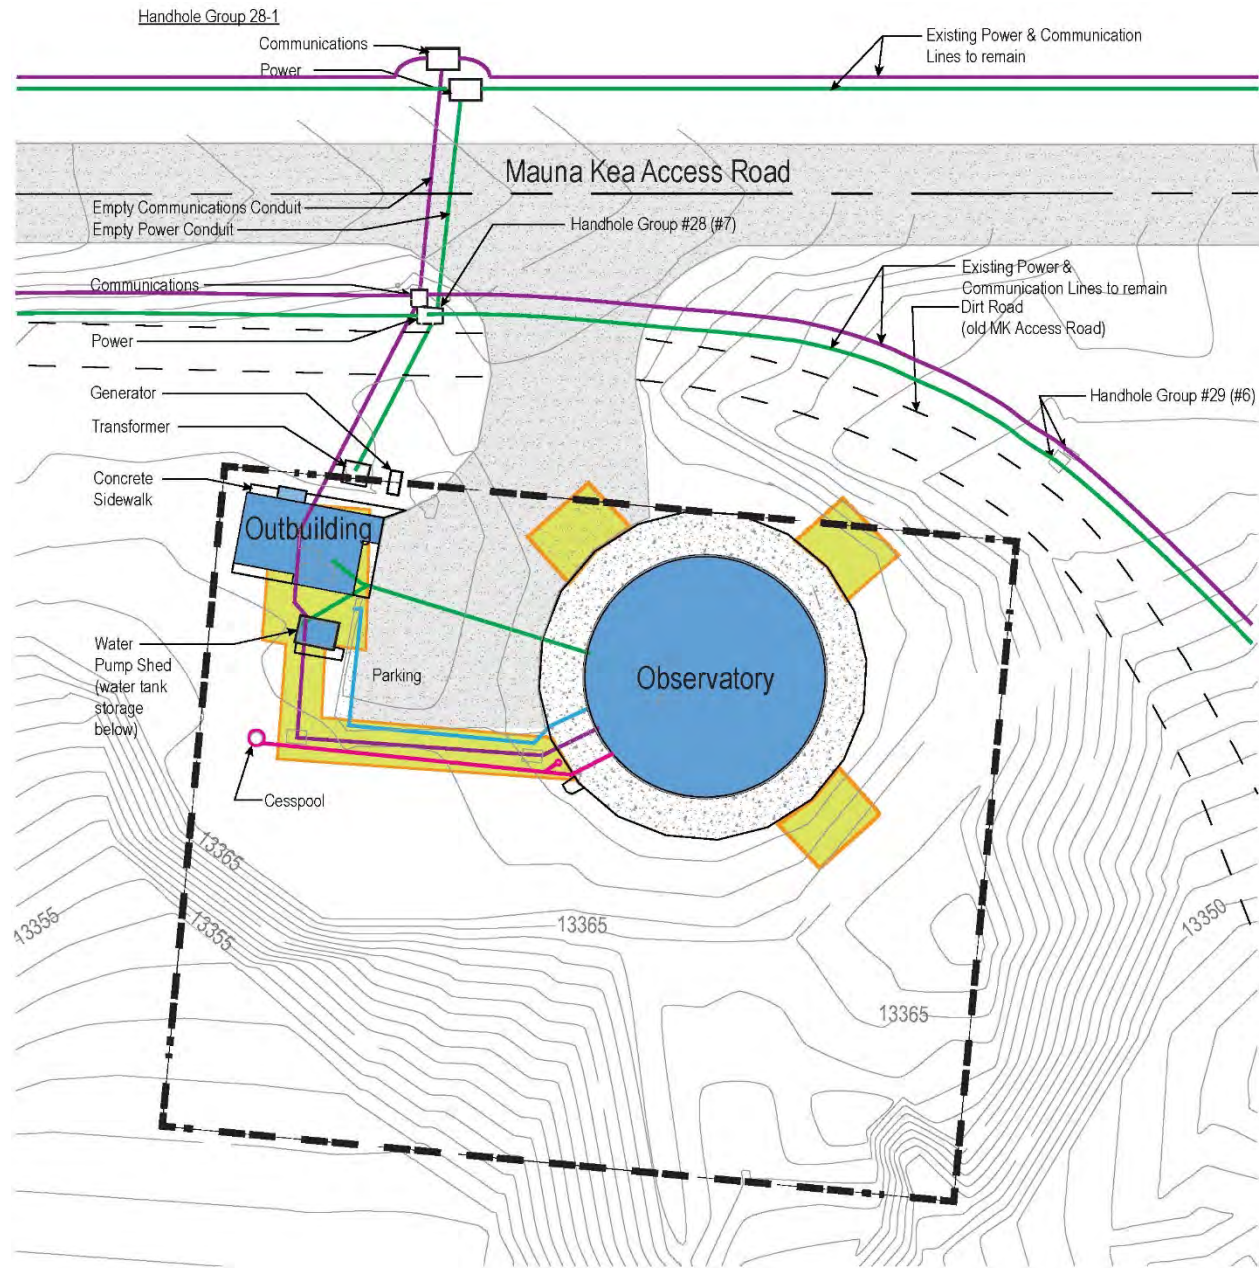 Handhole Group 28-1
Communications
Power
Existing Power & Communication
Lines to remain
Mauna Kea Access Road
Empty Communications Conduit
Empty Power Conduit
Handhole Group #28 (#7)
Communications
Existing Power &
Communication Lines to remain
Dirt Road
(old MK Access Road)
Power
Generator
Handhole Group #29 (#6)
Transformer
Concrete
Sidewalk
Outbuilding
Water
Pump Shed
(water tank
storage
below)
Parking
Observatory
Cesspool
13365
13355
13355
13365
13350
13365